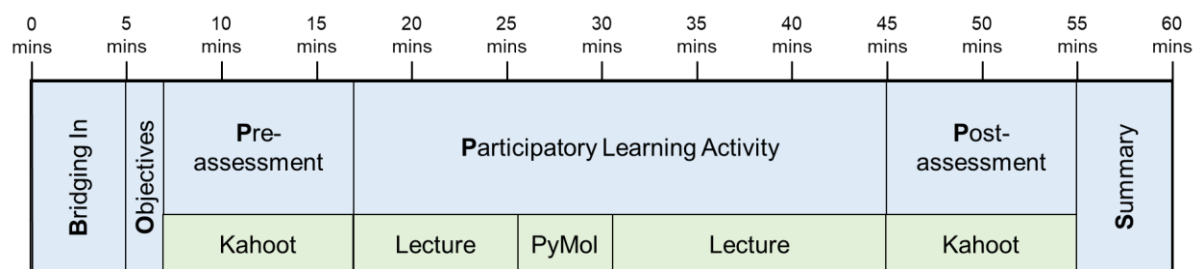 0 5 10 15 20 25 30 35 40 45 50 55 60
mins mins mins mins mins mins mins mins mins mins mins mins mins
Bridging In
Objectives
Pre-
assessment
Participatory Learning Activity
Post-
assessment
Summary
Kahoot Lecture PyMol Lecture Kahoot